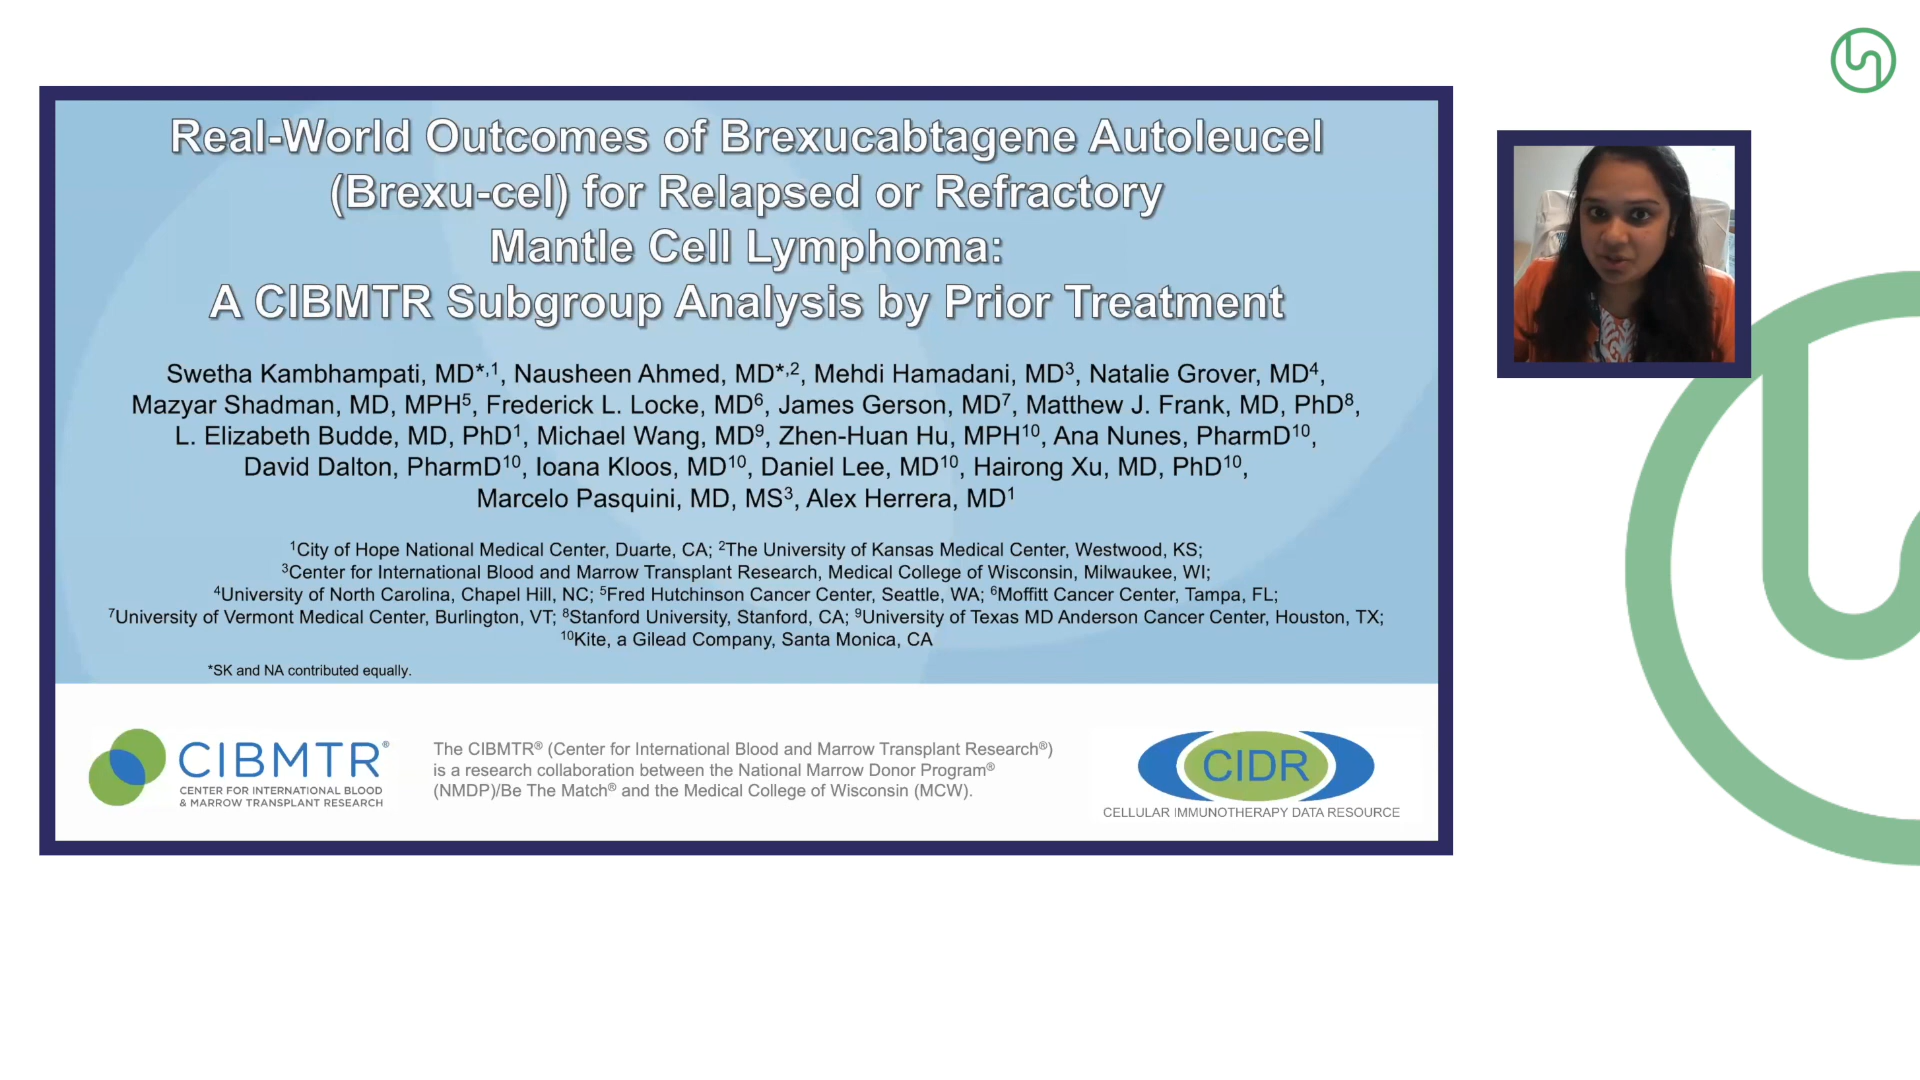 Real-World Outcomes of Brexucabtagene Autoleucel
(Brexu-cel) for Relapsed or Refractory
Mantle Cell Lymphoma:
A CIBMTR Subgroup Analysis by Prior Treatment
Swetha Kambhampati, MD*,¹, Nausheen Ahmed, MD*,², Mehdi Hamadani, MD³, Natalie Grover, MD⁴,
Mazyar Shadman, MD, MPH⁵, Frederick L. Locke, MD⁶, James Gerson, MD⁷, Matthew J. Frank, MD, PhD⁸,
L. Elizabeth Budde, MD, PhD¹, Michael Wang, MD⁹, Zhen-Huan Hu, MPH¹⁰, Ana Nunes, PharmD¹⁰,
David Dalton, PharmD¹⁰, Ioana Kloos, MD¹⁰, Daniel Lee, MD¹⁰, Hairong Xu, MD, PhD¹⁰,
Marcelo Pasquini, MD, MS³, Alex Herrera, MD¹
¹City of Hope National Medical Center, Duarte, CA; ²The University of Kansas Medical Center, Westwood, KS;
³Center for International Blood and Marrow Transplant Research, Medical College of Wisconsin, Milwaukee, WI;
⁴University of North Carolina, Chapel Hill, NC; ⁵Fred Hutchinson Cancer Center, Seattle, WA; ⁶Moffitt Cancer Center, Tampa, FL;
⁷University of Vermont Medical Center, Burlington, VT; ⁸Stanford University, Stanford, CA; ⁹University of Texas MD Anderson Cancer Center, Houston, TX;
¹⁰Kite, a Gilead Company, Santa Monica, CA
*SK and NA contributed equally.
CIBMTR®
CENTER FOR INTERNATIONAL BLOOD
& MARROW TRANSPLANT RESEARCH
The CIBMTR® (Center for International Blood and Marrow Transplant Research®)
is a research collaboration between the National Marrow Donor Program®
(NMDP)/Be The Match® and the Medical College of Wisconsin (MCW).
CIDR
CELLULAR IMMUNOTHERAPY DATA RESOURCE